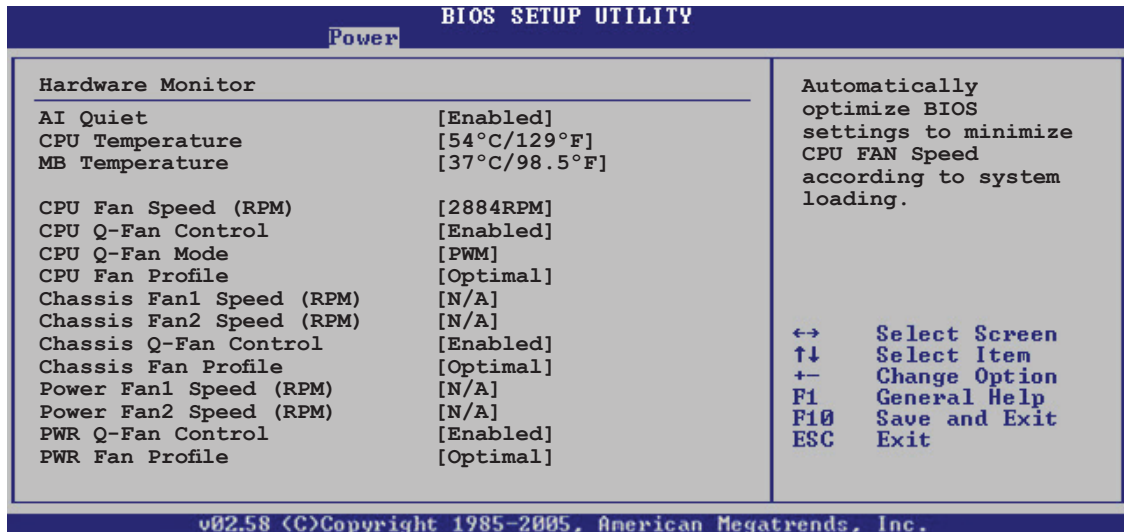 BIOS SETUP UTILITY
Power
Hardware Monitor
AI Quiet [Enabled]
CPU Temperature [54°C/129°F]
MB Temperature [37°C/98.5°F]
CPU Fan Speed (RPM) [2884RPM]
CPU Q-Fan Control [Enabled]
CPU Q-Fan Mode [PWM]
CPU Fan Profile [Optimal]
Chassis Fan1 Speed (RPM) [N/A]
Chassis Fan2 Speed (RPM) [N/A]
Chassis Q-Fan Control [Enabled]
Chassis Fan Profile [Optimal]
Power Fan1 Speed (RPM) [N/A]
Power Fan2 Speed (RPM) [N/A]
PWR Q-Fan Control [Enabled]
PWR Fan Profile [Optimal]
Automatically
optimize BIOS
settings to minimize
CPU FAN Speed
according to system
loading.
←→ Select Screen
↑↓ Select Item
+- Change Option
F1 General Help
F10 Save and Exit
ESC Exit
v02.58 (C)Copyright 1985-2005, American Megatrends, Inc.